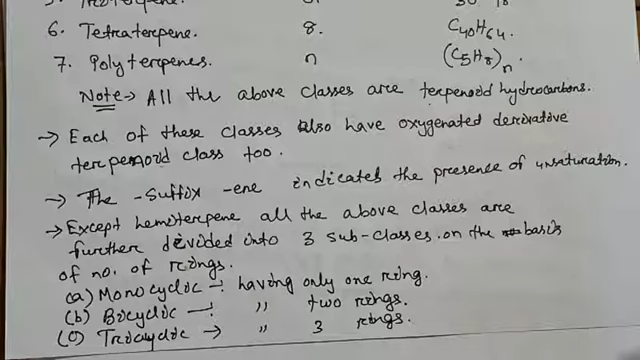 6. Tetraterpene. 8. C40H64.
7. Polyterpenes. n (C5H8)n.
Note → All the above classes are terpenoid hydrocarbons.
→ Each of these classes also have oxygenated derivative
terpenoid class too.
→ The -suffix -ene indicates the presence of unsaturation.
→ Except hemiterpene all the above classes are
further devided into 3 sub-classes on the basis
of no. of rings.
(a) Monocyclic - : having only one ring.
(b) Bicyclic - : " two rings.
(c) Tricyclic → " 3 rings.